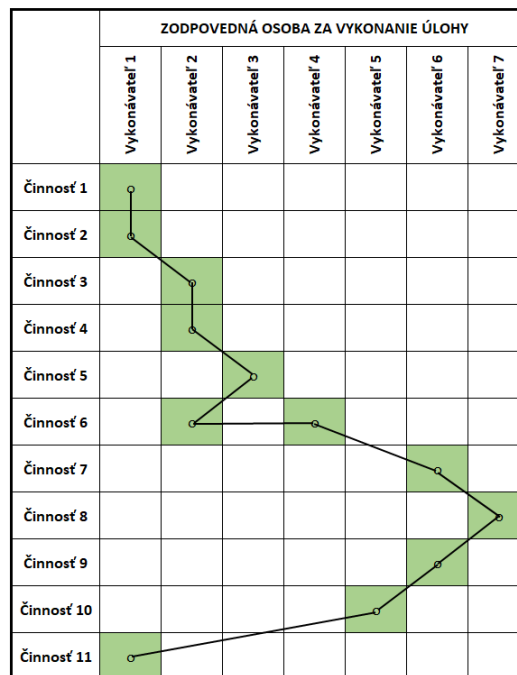 ZODPOVEDNÁ OSOBA ZA VYKONANIE ÚLOHY
Vykonávateľ 1
Vykonávateľ 2
Vykonávateľ 3
Vykonávateľ 4
Vykonávateľ 5
Vykonávateľ 6
Vykonávateľ 7
Činnosť 1
Činnosť 2
Činnosť 3
Činnosť 4
Činnosť 5
Činnosť 6
Činnosť 7
Činnosť 8
Činnosť 9
Činnosť 10
Činnosť 11